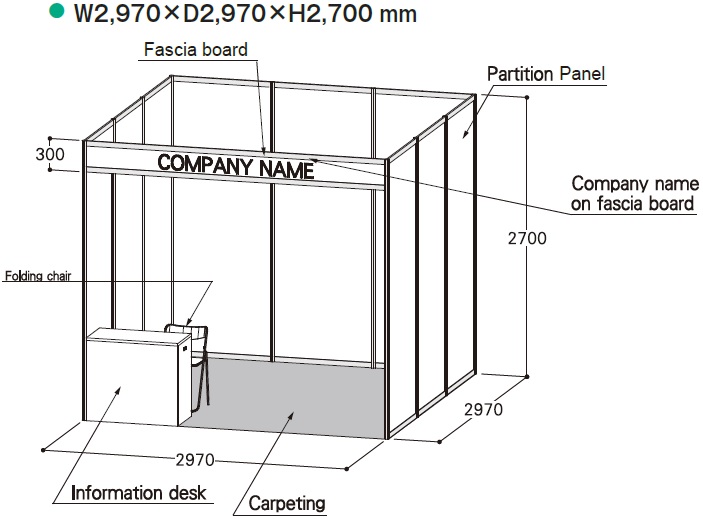 W2,970×D2,970×H2,700 mm
Fascia board
Partition Panel
300
COMPANY NAME
Company name
on fascia board
2700
Folding chair
2970
2970
Information desk
Carpeting